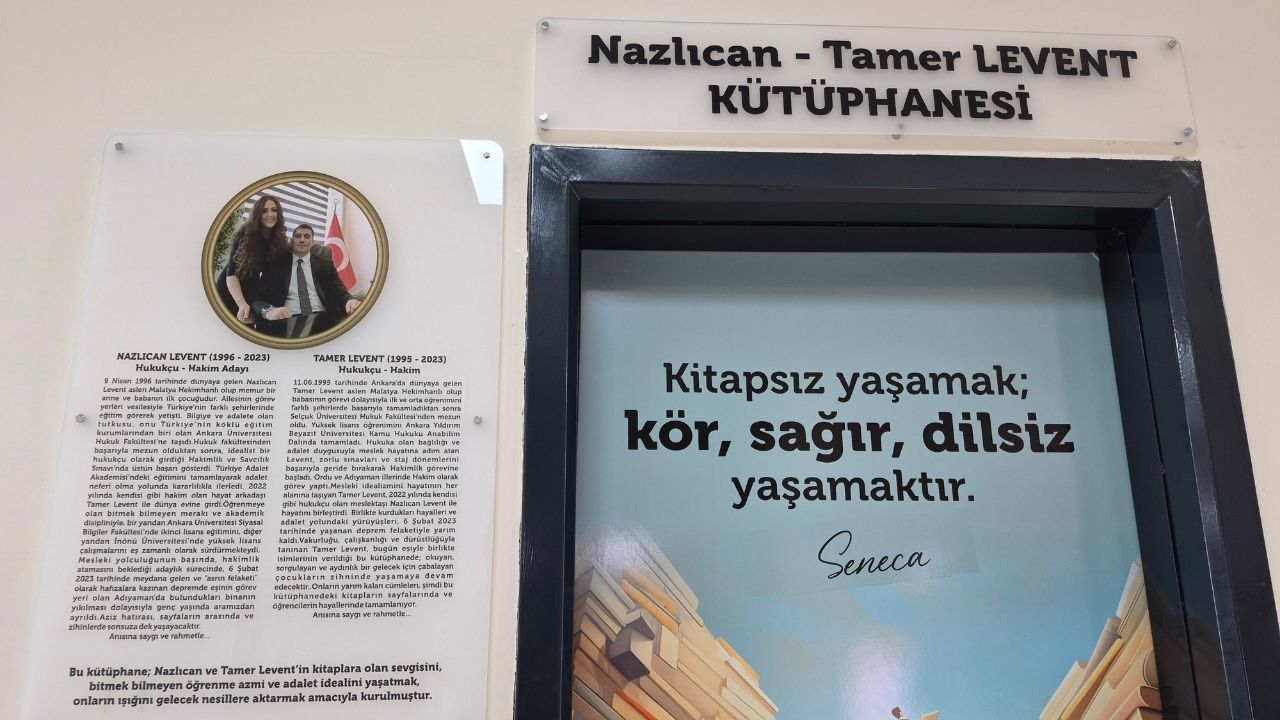 Nazlıcan - Tamer LEVENT
KÜTÜPHANESİ
NAZLICAN LEVENT (1996 - 2023)
Hukukçu - Hakim Adayı
9 Nisan 1996 tarihinde dünyaya gelen Nazlıcan
Levent aslen Malatya Hekimhanlı olup memur bir
anne ve babanın ilk çocuğudur. Ailesinin görev
yerleri vesilesiyle Türkiye'nin farklı şehirlerinde
eğitim görerek yetişti. Bilgiye ve adalete olan
tutkusu, onu Türkiye'nin köklü eğitim
kurumlarından biri olan Ankara Üniversitesi
Hukuk Fakültesi'ne taşıdı.Hukuk fakültesinden
başarıyla mezun olduktan sonra, idealist bir
hukukçu olarak girdiği Hakimlik ve Savcılık
Sınavı'nda üstün başarı gösterdi. Türkiye Adalet
Akademisi'ndeki eğitimini tamamlayarak adalet
neferi olma yolunda kararlılıkla ilerledi. 2022
yılında kendisi gibi hakim olan hayat arkadaşı
Tamer Levent ile dünya evine girdi.Öğrenmeye
olan bitmek bilmeyen merakı ve akademik
disipliniyle, bir yandan Ankara Üniversitesi Siyasal
Bilgiler Fakültesi'nde ikinci lisans eğitimini, diğer
yandan İnönü Üniversitesi'nde yüksek lisans
çalışmalarını eş zamanlı olarak sürdürmekteydi.
Mesleki yolculuğunun başında, hakimlik
atamasını beklediği adaylık sürecinde, 6 Şubat
2023 tarihinde meydana gelen ve "asrın felaketi"
olarak hafızalara kazınan depremde eşinin görev
yeri olan Adıyaman'da bulundukları binanın
yıkılması dolayısıyla genç yaşında aramızdan
ayrıldı.Aziz hatırası, sayfaların arasında ve
zihinlerde sonsuza dek yaşayacaktır.
Anısına saygı ve rahmetle...
TAMER LEVENT (1995 - 2023)
Hukukçu - Hakim
11.06.1995 tarihinde Ankara'da dünyaya gelen
Tamer Levent aslen Malatya Hekimhanlı olup
babasının görevi dolayısıyla ilk ve orta öğrenimini
farklı şehirlerde başarıyla tamamladıktan sonra
Selçuk Üniversitesi Hukuk Fakültesi'nden mezun
oldu. Yüksek lisans öğrenimini Ankara Yıldırım
Beyazıt Üniversitesi Kamu Hukuku Anabilim
Dalında tamamladı. Hukuka olan bağlılığı ve
adalet duygusuyla meslek hayatına adım atan
Levent, zorlu sınavları ve staj dönemlerini
başarıyla geride bırakarak Hakimlik görevine
başladı. Ordu ve Adıyaman illerinde Hakim olarak
görev yaptı.Mesleki idealizmini hayatının her
alanına taşıyan Tamer Levent, 2022 yılında kendisi
gibi hukukçu olan meslektaşı Nazlıcan Levent ile
hayatını birleştirdi. Birlikte kurdukları hayalleri ve
adalet yolundaki yürüyüşleri, 6 Şubat 2023
tarihinde yaşanan deprem felaketiyle yarım
kaldı.Vakurluğu, çalışkanlığı ve dürüstlüğüyle
tanınan Tamer Levent, bugün eşiyle birlikte
isimlerinin verildiği bu kütüphanede; okuyan,
sorgulayan ve aydınlık bir gelecek için çabalayan
çocukların zihninde yaşamaya devam
edecektir.Onların yarım kalan cümleleri, şimdi bu
kütüphanedeki kitapların sayfalarında ve
öğrencilerin hayallerinde tamamlanıyor.
Anısına saygı ve rahmetle...
Bu kütüphane; Nazlıcan ve Tamer Levent'in kitaplara olan sevgisini,
bitmek bilmeyen öğrenme azmi ve adalet idealini yaşatmak,
onların ışığını gelecek nesillere aktarmak amacıyla kurulmuştur.
Kitapsız yaşamak;
kör, sağır, dilsiz
yaşamaktır.
Seneca